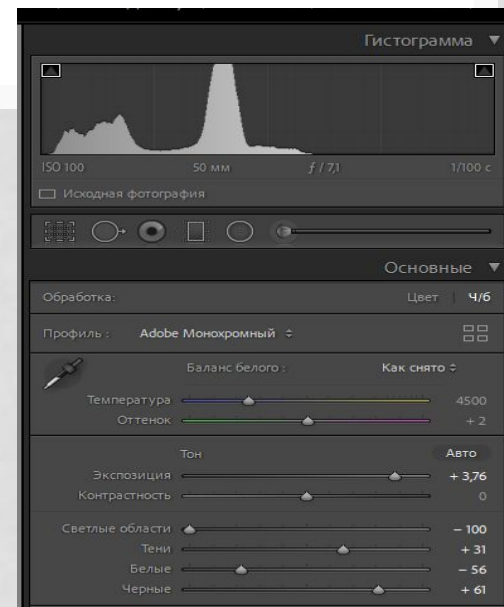 Гистограмма
ISO 100 50 мм f / 7,1 1/100 с
Исходная фотография
Основные
Обработка: Цвет Ч/б
Профиль : Adobe Монохромный
Баланс белого : Как снято
Температура 4500
Оттенок + 2
Тон Авто
Экспозиция + 3,76
Контрастность 0
Светлые области – 100
Тени + 31
Белые – 56
Черные + 61